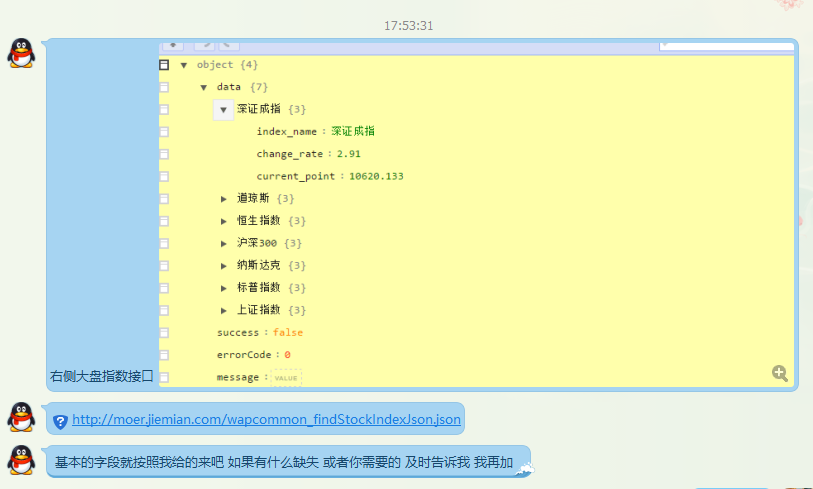 17:53:31
object {4}
data {7}
深证成指 {3}
index_name : 深证成指
change_rate : 2.91
current_point : 10620.133
道琼斯 {3}
恒生指数 {3}
沪深300 {3}
纳斯达克 {3}
标普指数 {3}
上证指数 {3}
success : false
errorCode : 0
message : VALUE
右侧大盘指数接口
http://moer.jiemian.com/wapcommon_findStockIndexJson.json
基本的字段就按照我给的来吧 如果有什么缺失 或者你需要的 及时告诉我 我再加